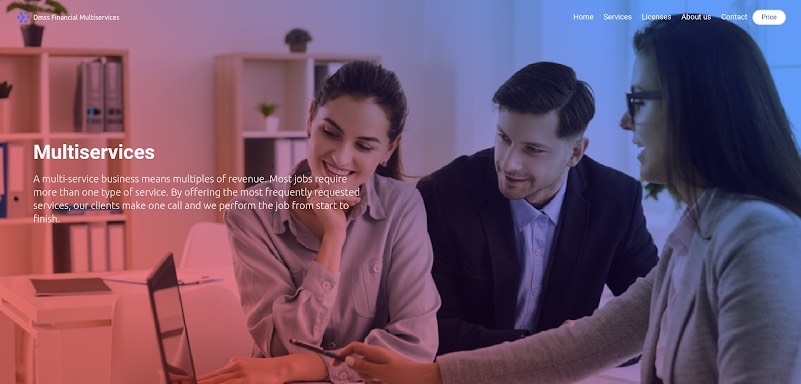 Dmss Financial Multiservices
Home Services Licenses About us Contact Price
Multiservices
A multi-service business means multiples of revenue. Most jobs require
more than one type of service. By offering the most frequently requested
services, our clients make one call and we perform the job from start to
finish.